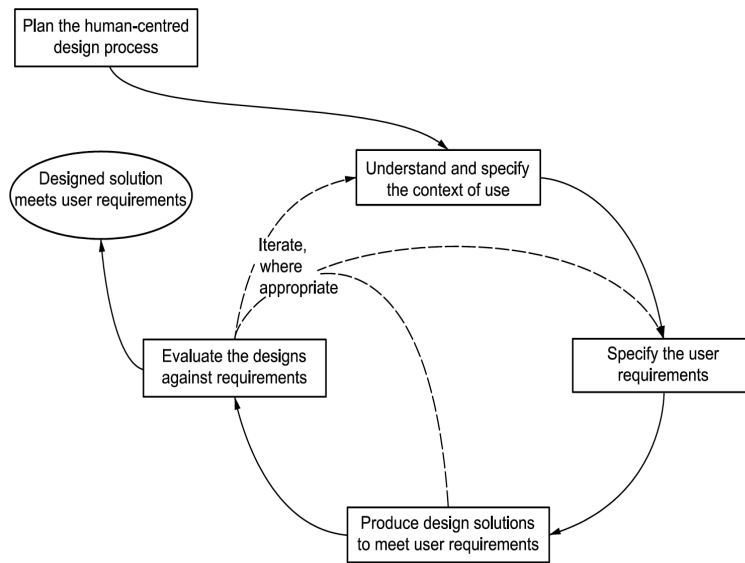 Plan the human-centred
design process
Understand and specify
the context of use
Designed solution
meets user requirements
Iterate,
where
appropriate
Evaluate the designs
against requirements
Specify the user
requirements
Produce design solutions
to meet user requirements